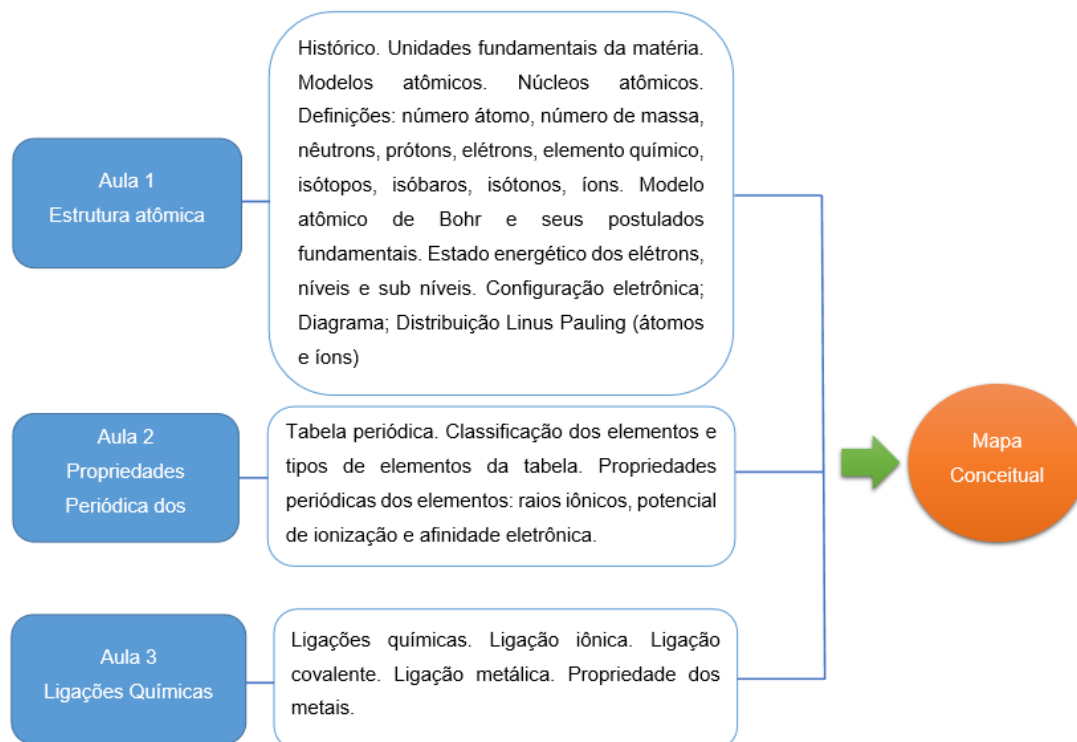 Aula 1
Estrutura atômica
Histórico. Unidades fundamentais da matéria.
Modelos atômicos. Núcleos atômicos.
Definições: número átomo, número de massa,
nêutrons, prótons, elétrons, elemento químico,
isótopos, isóbaros, isótonos, íons. Modelo
atômico de Bohr e seus postulados
fundamentais. Estado energético dos elétrons,
níveis e sub níveis. Configuração eletrônica;
Diagrama; Distribuição Linus Pauling (átomos
e íons)
Aula 2
Propriedades
Periódica dos
Tabela periódica. Classificação dos elementos e
tipos de elementos da tabela. Propriedades
periódicas dos elementos: raios iônicos, potencial
de ionização e afinidade eletrônica.
Aula 3
Ligações Químicas
Ligações químicas. Ligação iônica. Ligação
covalente. Ligação metálica. Propriedade dos
metais.
Mapa
Conceitual